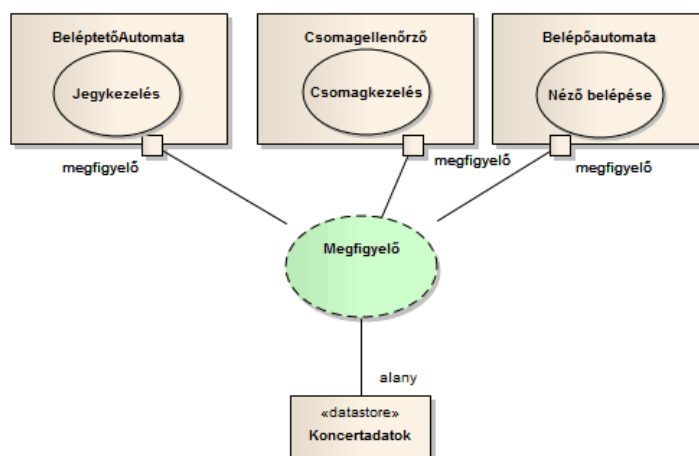 BeléptetőAutomata
Jegykezelés
megfigyelő
Csomagellenőrző
Csomagkezelés
megfigyelő
Belépőautomata
Néző belépése
megfigyelő
Megfigyelő
alany
«datastore»
Koncertadatok